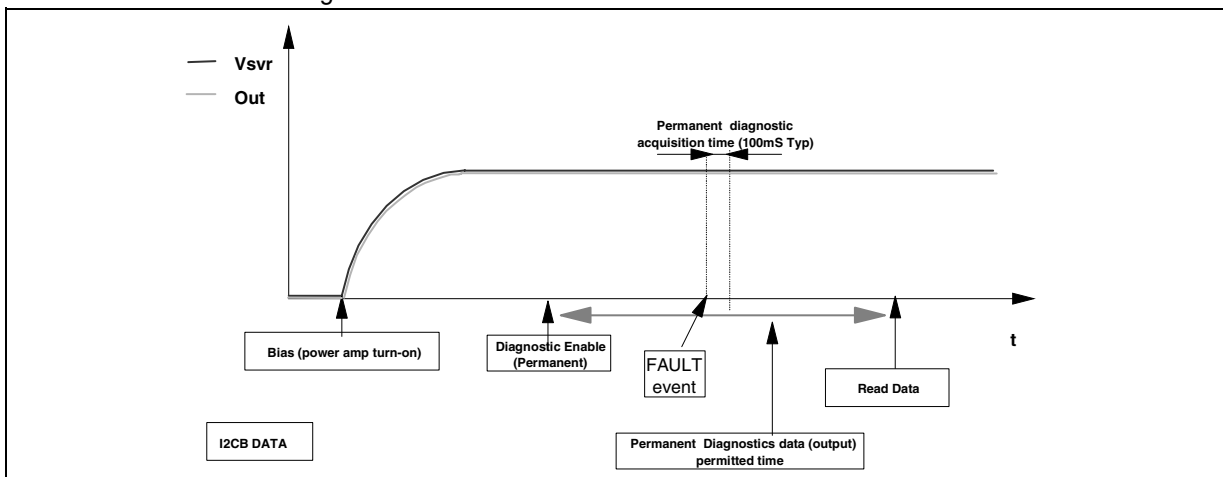 Vsvr
Out
Permanent diagnostic
acquisition time (100mS Typ)
Bias (power amp turn-on)
Diagnostic Enable
(Permanent)
FAULT
event
t
Read Data
I2CB DATA
Permanent Diagnostics data (output)
permitted time